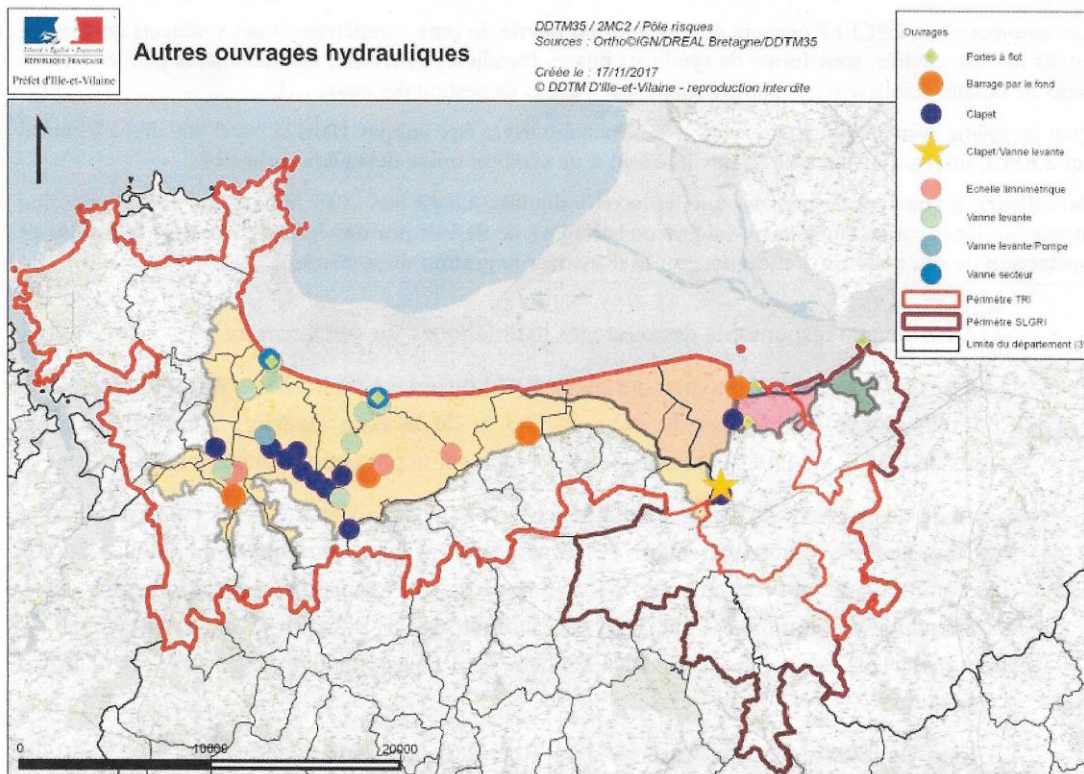 Liberté • Égalité • Fraternité
RÉPUBLIQUE FRANÇAISE
Préfet d'Ille-et-Vilaine
Autres ouvrages hydrauliques
DDTM35 / 2MC2 / Pôle risques
Sources : Ortho©IGN/DREAL Bretagne/DDTM35
Créée le : 17/11/2017
© DDTM D'Ille-et-Vilaine - reproduction interdite
Ouvrages
Portes à flot
Barrage par le fond
Clapet
Clapet/Vanne levante
Echelle limnimétrique
Vanne levante
Vanne levante/Pompe
Vanne secteur
Périmètre TRI
Périmètre SLGRI
Limite du département (3
0
10000
20000